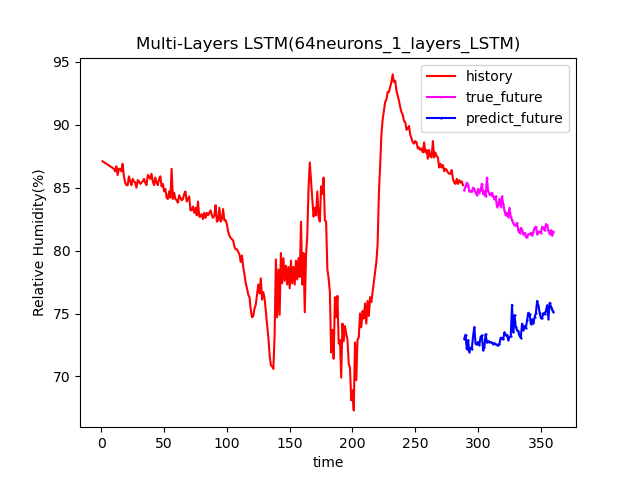 Multi-Layers LSTM(64neurons_1_layers_LSTM)
history
true_future
predict_future
Relative Humidity(%)
95
90
85
80
75
70
0
50
100
150
200
250
300
350
time